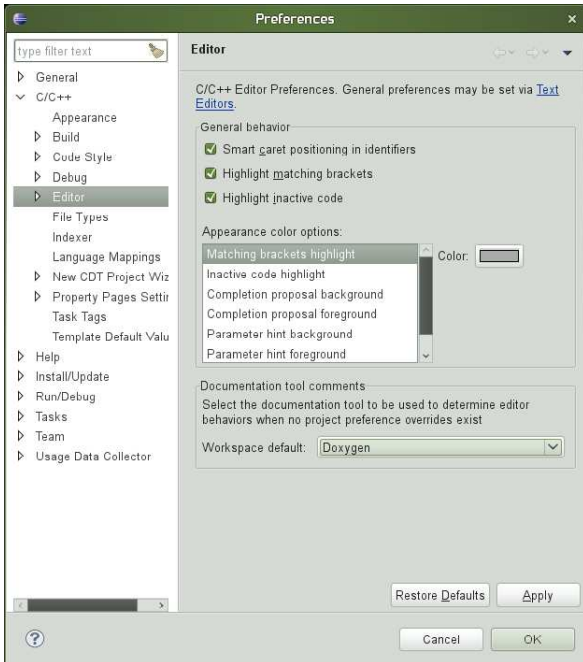 Preferences
type filter text
General
C/C++
Appearance
Build
Code Style
Debug
Editor
File Types
Indexer
Language Mappings
New CDT Project Wiz
Property Pages Settin
Task Tags
Template Default Valu
Help
Install/Update
Run/Debug
Tasks
Team
Usage Data Collector
Editor
C/C++ Editor Preferences. General preferences may be set via Text
Editors.
General behavior
Smart caret positioning in identifiers
Highlight matching brackets
Highlight inactive code
Appearance color options:
Matching brackets highlight
Inactive code highlight
Completion proposal background
Completion proposal foreground
Parameter hint background
Parameter hint foreground
Color:
Documentation tool comments
Select the documentation tool to be used to determine editor
behaviors when no project preference overrides exist
Workspace default: Doxygen
Restore Defaults
Apply
?
Cancel
OK